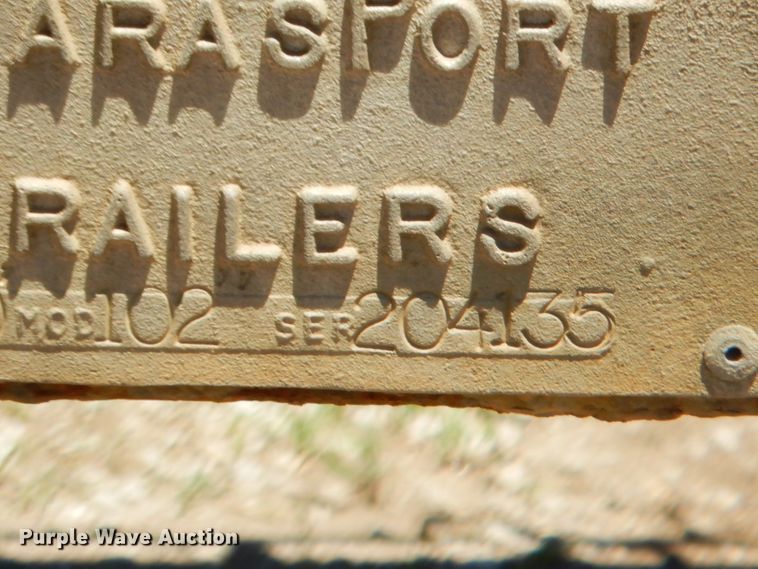 ARASPORT
RAILERS
MOD 102 SER 204135
Purple Wave Auction